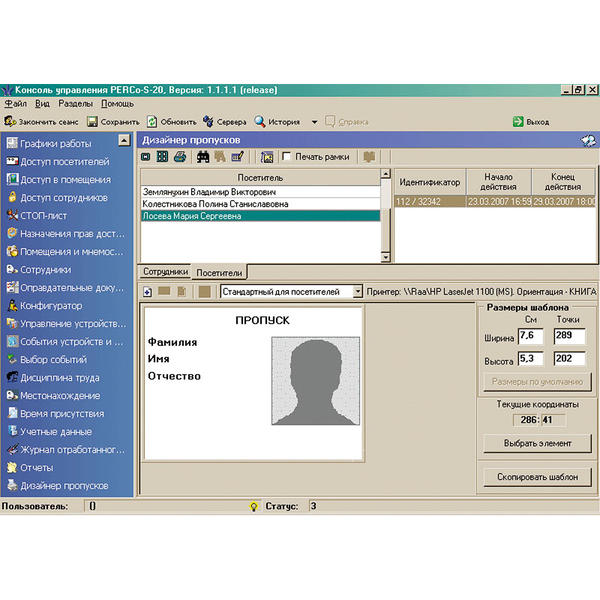 Консоль управления PERCo-S-20, Версия: 1.1.1.1 (release)
Файл Вид Разделы Помощь
Закончить сеанс Сохранить Обновить Сервера История Справка Выход
Графики работы
Доступ посетителей
Доступ в помещения
Доступ сотрудников
СТОП-лист
Назначения прав дост...
Помещения и мнемос...
Сотрудники
Оправдательные доку...
Конфигуратор
Управление устройств...
События устройств и ...
Выбор событий
Дисциплина труда
Местонахождение
Время присутствия
Учетные данные
Журнал отработанног...
Отчеты
Дизайнер пропусков
Дизайнер пропусков
Печать рамки
Посетитель
Землянухин Владимир Викторович
Колестникова Полина Станиславовна
Лосева Мария Сергеевна
Идентификатор Начало действия Конец действия
112 / 32342 23.03.2007 16:59 29.03.2007 18:00
Сотрудники Посетители
Стандартный для посетителей Принтер: \\Raa\HP LaserJet 1100 (MS). Ориентация - КНИГА
ПРОПУСК
Фамилия
Имя
Отчество
Размеры шаблона
См Точки
Ширина 7,6 289
Высота 5,3 202
Размеры по умолчанию
Текущие координаты
286: 41
Выбрать элемент
Скопировать шаблон
Пользователь: () Статус: 3